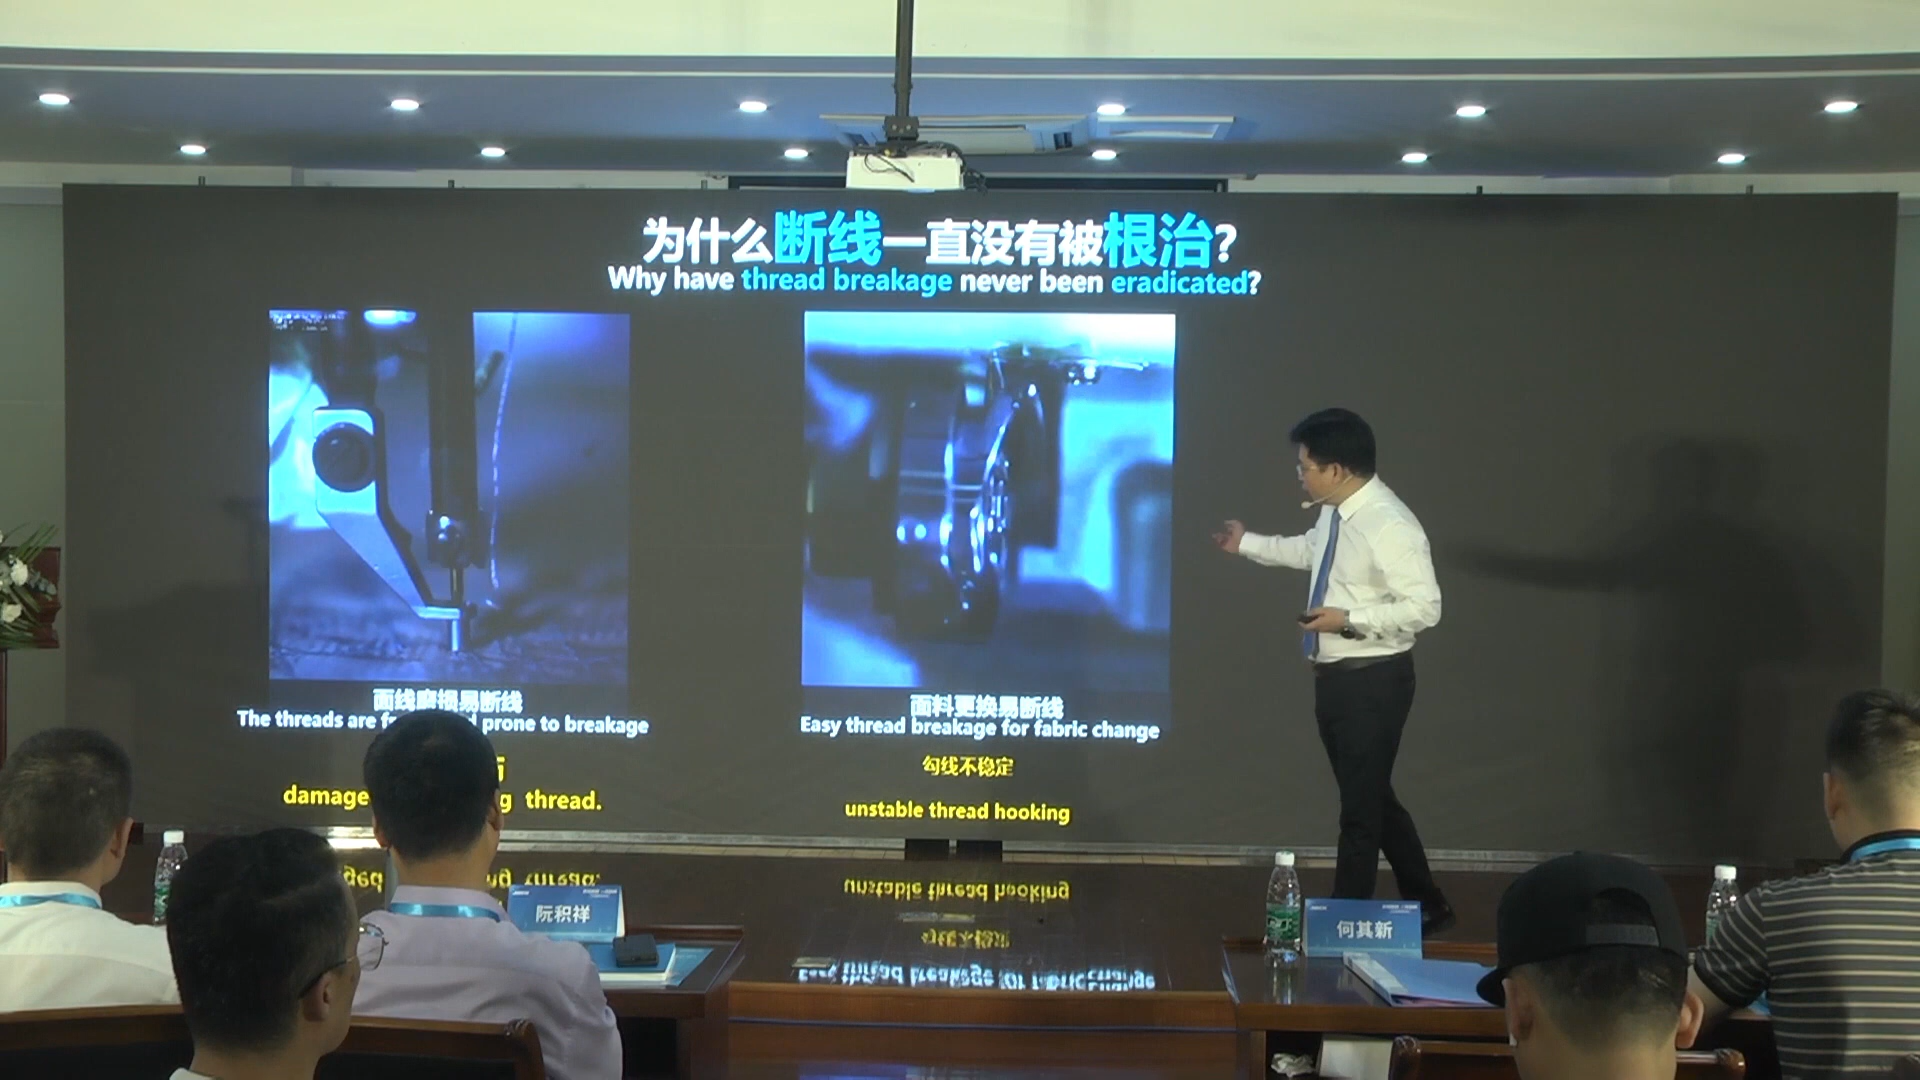 为什么断线一直没有被根治?
Why have thread breakage never been eradicated?
面线磨损易断线
The threads are prone to breakage
damage thread.
面料更换易断线
Easy thread breakage for fabric change
勾线不稳定
unstable thread hooking
阮积祥
何其新